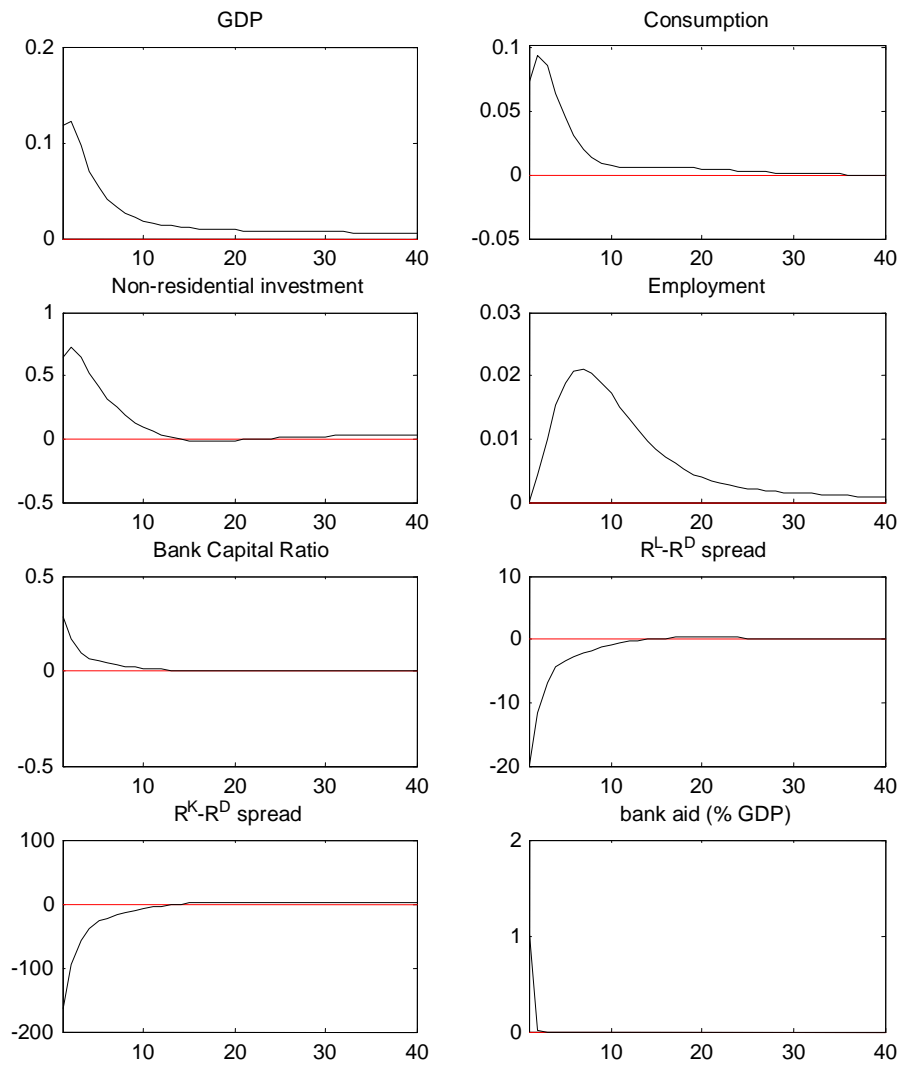 GDP
0.2
0.1
0
10 20 30 40
Consumption
0.1
0.05
0
-0.05
10 20 30 40
Non-residential investment
1
0.5
0
-0.5
10 20 30 40
Employment
0.03
0.02
0.01
0
10 20 30 40
Bank Capital Ratio
0.5
0
-0.5
10 20 30 40
R^L-R^D spread
10
0
-10
-20
10 20 30 40
R^K-R^D spread
100
0
-100
-200
10 20 30 40
bank aid (% GDP)
2
1
0
10 20 30 40